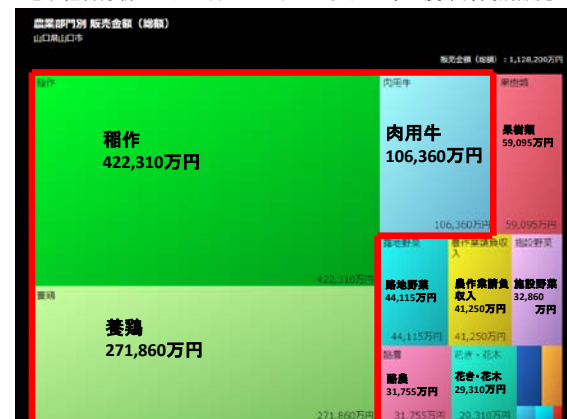 農業部門別 販売金額（総額）
山口県山口市
販売金額（総額）：1,128,200万円
稲作
稲作
422,310万円
422,310万円
肉用牛
肉用牛
106,360万円
106,360万円
果樹類
果樹類
59,095万円
59,095万円
養鶏
養鶏
271,860万円
271,860万円
路地野菜
路地野菜
44,115万円
44,115万円
農作業請負収
入
農作業請負
収入
41,250万円
41,250万円
施設野菜
施設野菜
32,860
万円
酪農
酪農
31,755万円
31,755万円
花き・花木
花き・花木
29,310万円
29,310万円